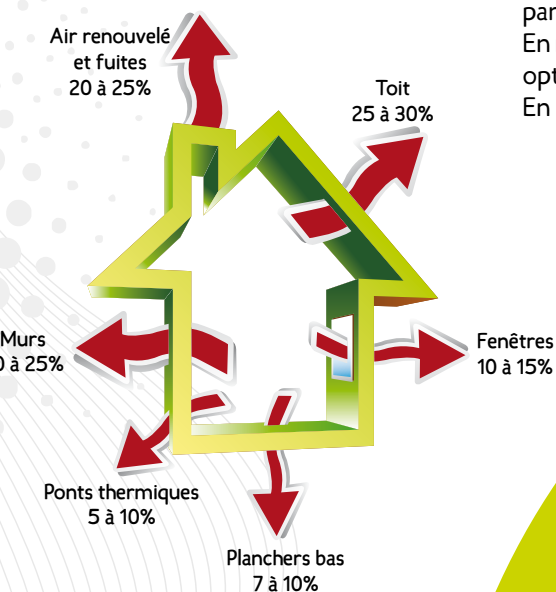 par
En
opt
En
Air renouvelé
et fuites
20 à 25%
Toit
25 à 30%
Murs
0 à 25%
Fenêtres
10 à 15%
Ponts thermiques
5 à 10%
Planchers bas
7 à 10%